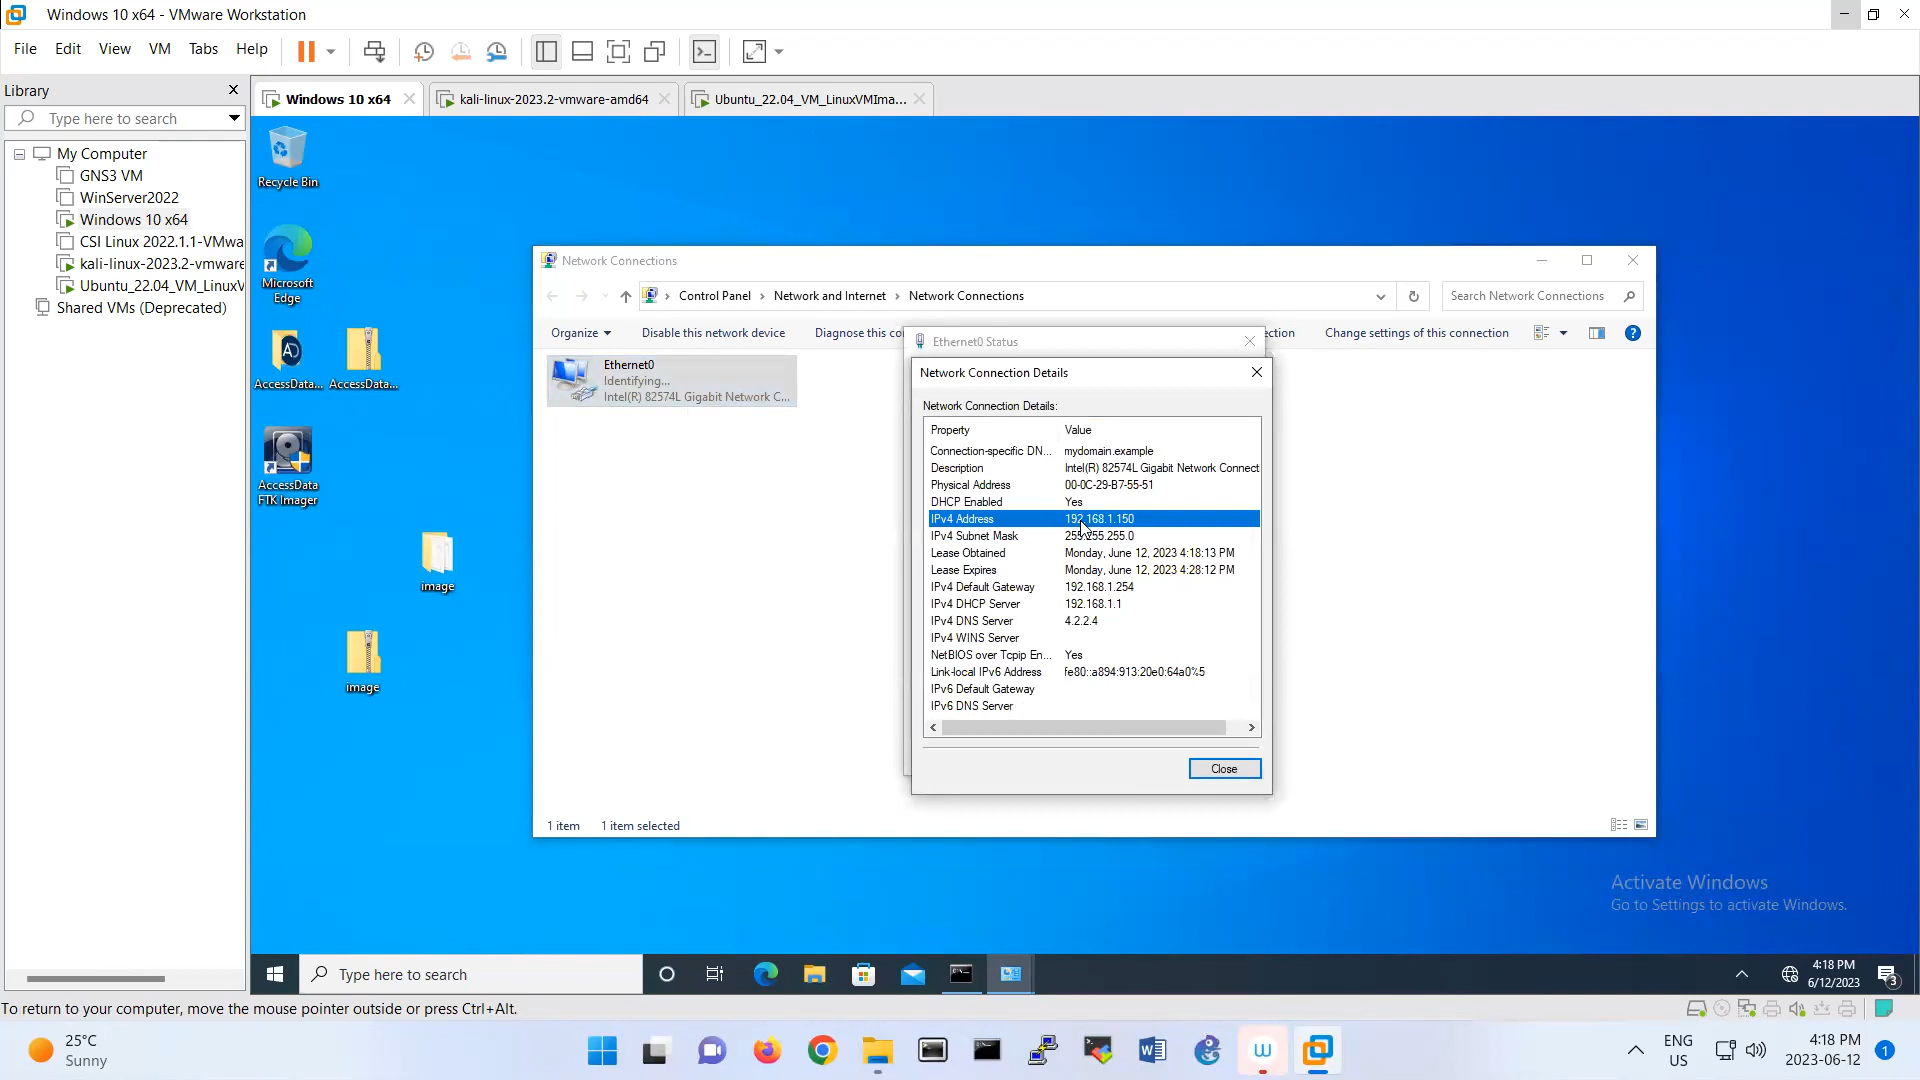 Windows 10 x64 - VMware Workstation
File Edit View VM Tabs Help
Library
Type here to search
My Computer
GNS3 VM
WinServer2022
Windows 10 x64
CSI Linux 2022.1.1-VMwa
kali-linux-2023.2-vmware
Ubuntu_22.04_VM_LinuxV
Shared VMs (Deprecated)
Windows 10 x64
kali-linux-2023.2-vmware-amd64
Ubuntu_22.04_VM_LinuxVMIma...
Recycle Bin
Microsoft
Edge
AccessData...
AccessData...
AccessData
FTK Imager
image
image
Network Connections
Control Panel > Network and Internet > Network Connections
Search Network Connections
Organize
Disable this network device
Diagnose this co
ection
Change settings of this connection
Ethernet0
Identifying...
Intel(R) 82574L Gigabit Network C...
Ethernet0 Status
Network Connection Details
Network Connection Details:
Property Value
Connection-specific DN... mydomain.example
Description Intel(R) 82574L Gigabit Network Connect
Physical Address 00-0C-29-B7-55-51
DHCP Enabled Yes
IPv4 Address 192.168.1.150
IPv4 Subnet Mask 255.255.255.0
Lease Obtained Monday, June 12, 2023 4:18:13 PM
Lease Expires Monday, June 12, 2023 4:28:12 PM
IPv4 Default Gateway 192.168.1.254
IPv4 DHCP Server 192.168.1.1
IPv4 DNS Server 4.2.2.4
IPv4 WINS Server
NetBIOS over Tcpip En... Yes
Link-local IPv6 Address fe80::a894:913:20e0:64a0%5
IPv6 Default Gateway
IPv6 DNS Server
Close
1 item 1 item selected
Activate Windows
Go to Settings to activate Windows.
Type here to search
4:18 PM
6/12/2023
3
To return to your computer, move the mouse pointer outside or press Ctrl+Alt.
25°C
Sunny
ENG
US
4:18 PM
2023-06-12
1